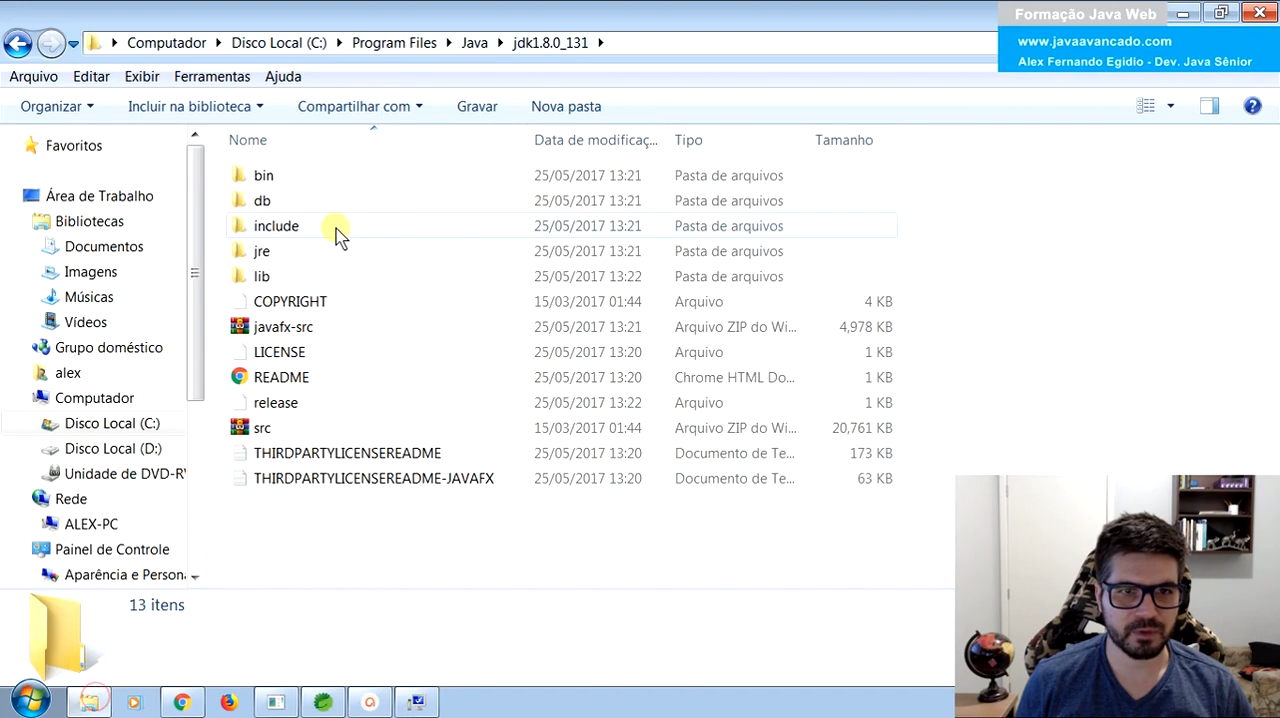 Formação Java Web
www.javaavancado.com
Alex Fernando Egidio - Dev. Java Sênior
Computador Disco Local (C:) Program Files Java jdk1.8.0_131
Arquivo Editar Exibir Ferramentas Ajuda
Organizar Incluir na biblioteca Compartilhar com Gravar Nova pasta
Favoritos
Área de Trabalho
Bibliotecas
Documentos
Imagens
Músicas
Vídeos
Grupo doméstico
alex
Computador
Disco Local (C:)
Disco Local (D:)
Unidade de DVD-RV
Rede
ALEX-PC
Painel de Controle
Aparência e Persona
Nome Data de modificaç... Tipo Tamanho
bin 25/05/2017 13:21 Pasta de arquivos
db 25/05/2017 13:21 Pasta de arquivos
include 25/05/2017 13:21 Pasta de arquivos
jre 25/05/2017 13:21 Pasta de arquivos
lib 25/05/2017 13:22 Pasta de arquivos
COPYRIGHT 15/03/2017 01:44 Arquivo 4 KB
javafx-src 25/05/2017 13:21 Arquivo ZIP do Wi... 4,978 KB
LICENSE 25/05/2017 13:20 Arquivo 1 KB
README 25/05/2017 13:20 Chrome HTML Do... 1 KB
release 25/05/2017 13:22 Arquivo 1 KB
src 15/03/2017 01:44 Arquivo ZIP do Wi... 20,761 KB
THIRDPARTYLICENSEREADME 25/05/2017 13:20 Documento de Te... 173 KB
THIRDPARTYLICENSEREADME-JAVAFX 25/05/2017 13:20 Documento de Te... 63 KB
13 itens